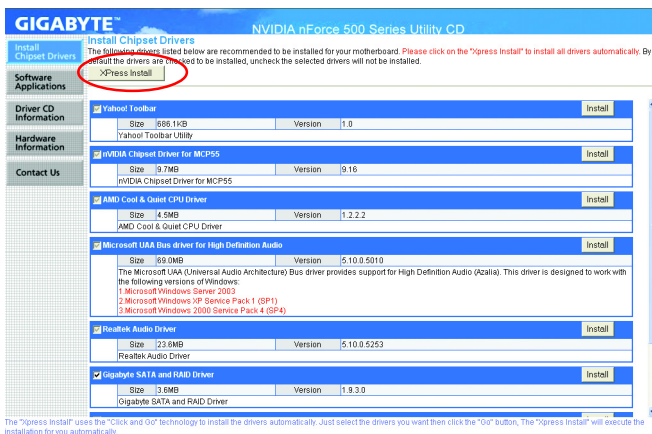 GIGABYTE™
NVIDIA nForce 500 Series Utility CD
Install
Chipset Drivers
Software
Applications
Driver CD
Information
Hardware
Information
Contact Us
Install Chipset Drivers
The following drivers listed below are recommended to be installed for your motherboard. Please click on the "Xpress Install" to install all drivers automatically. By
default the drivers are checked to be installed, uncheck the selected drivers will not be installed.
XPress Install
Yahoo! Toolbar Install
Size 686.1KB Version 1.0
Yahoo! Toolbar Utility
nVIDIA Chipset Driver for MCP55 Install
Size 9.7MB Version 9.16
nVIDIA Chipset Driver for MCP55
AMD Cool & Quiet CPU Driver Install
Size 4.5MB Version 1.2.2.2
AMD Cool & Quiet CPU Driver
Microsoft UAA Bus driver for High Definition Audio Install
Size 69.0MB Version 5.10.0.5010
The Microsoft UAA (Universal Audio Architecture) Bus driver provides support for High Definition Audio (Azalia). This driver is designed to work with
the following versions of Windows:
1.Microsoft Windows Server 2003
2.Microsoft Windows XP Service Pack 1 (SP1)
3.Microsoft Windows 2000 Service Pack 4 (SP4)
Realtek Audio Driver Install
Size 23.6MB Version 5.10.0.5253
Realtek Audio Driver
Gigabyte SATA and RAID Driver Install
Size 3.6MB Version 1.9.3.0
Gigabyte SATA and RAID Driver
The "Xpress Install" uses the "Click and Go" technology to install the drivers automatically. Just select the drivers you want then click the "Go" button, The "Xpress Install" will execute the
installation for you automatically.